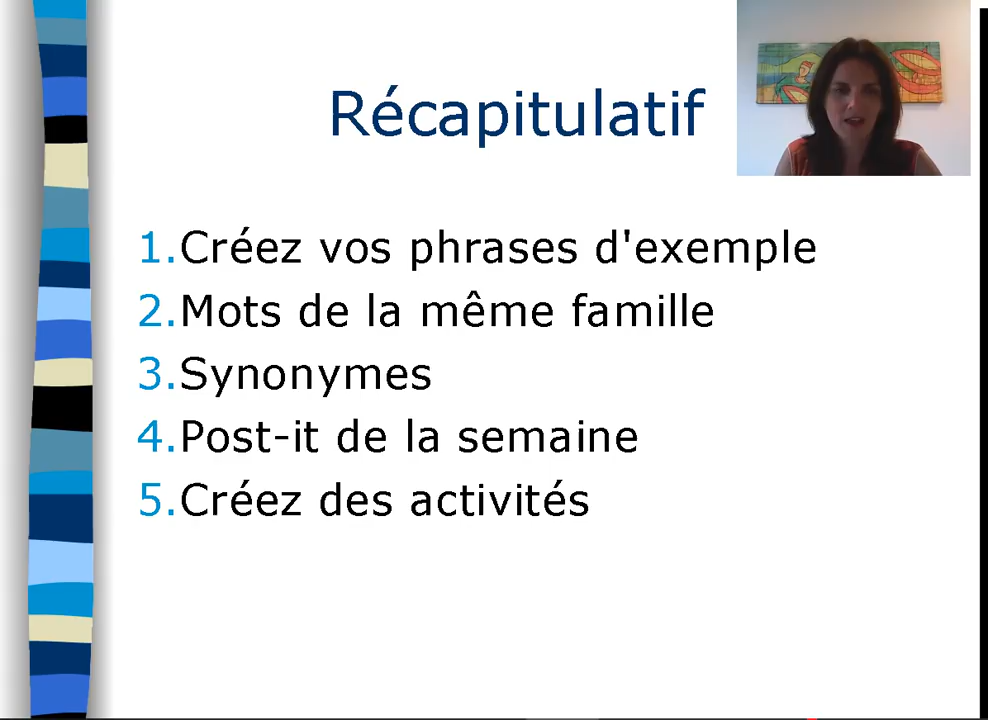 Récapitulatif
1.Créez vos phrases d'exemple
2.Mots de la même famille
3.Synonymes
4.Post-it de la semaine
5.Créez des activités